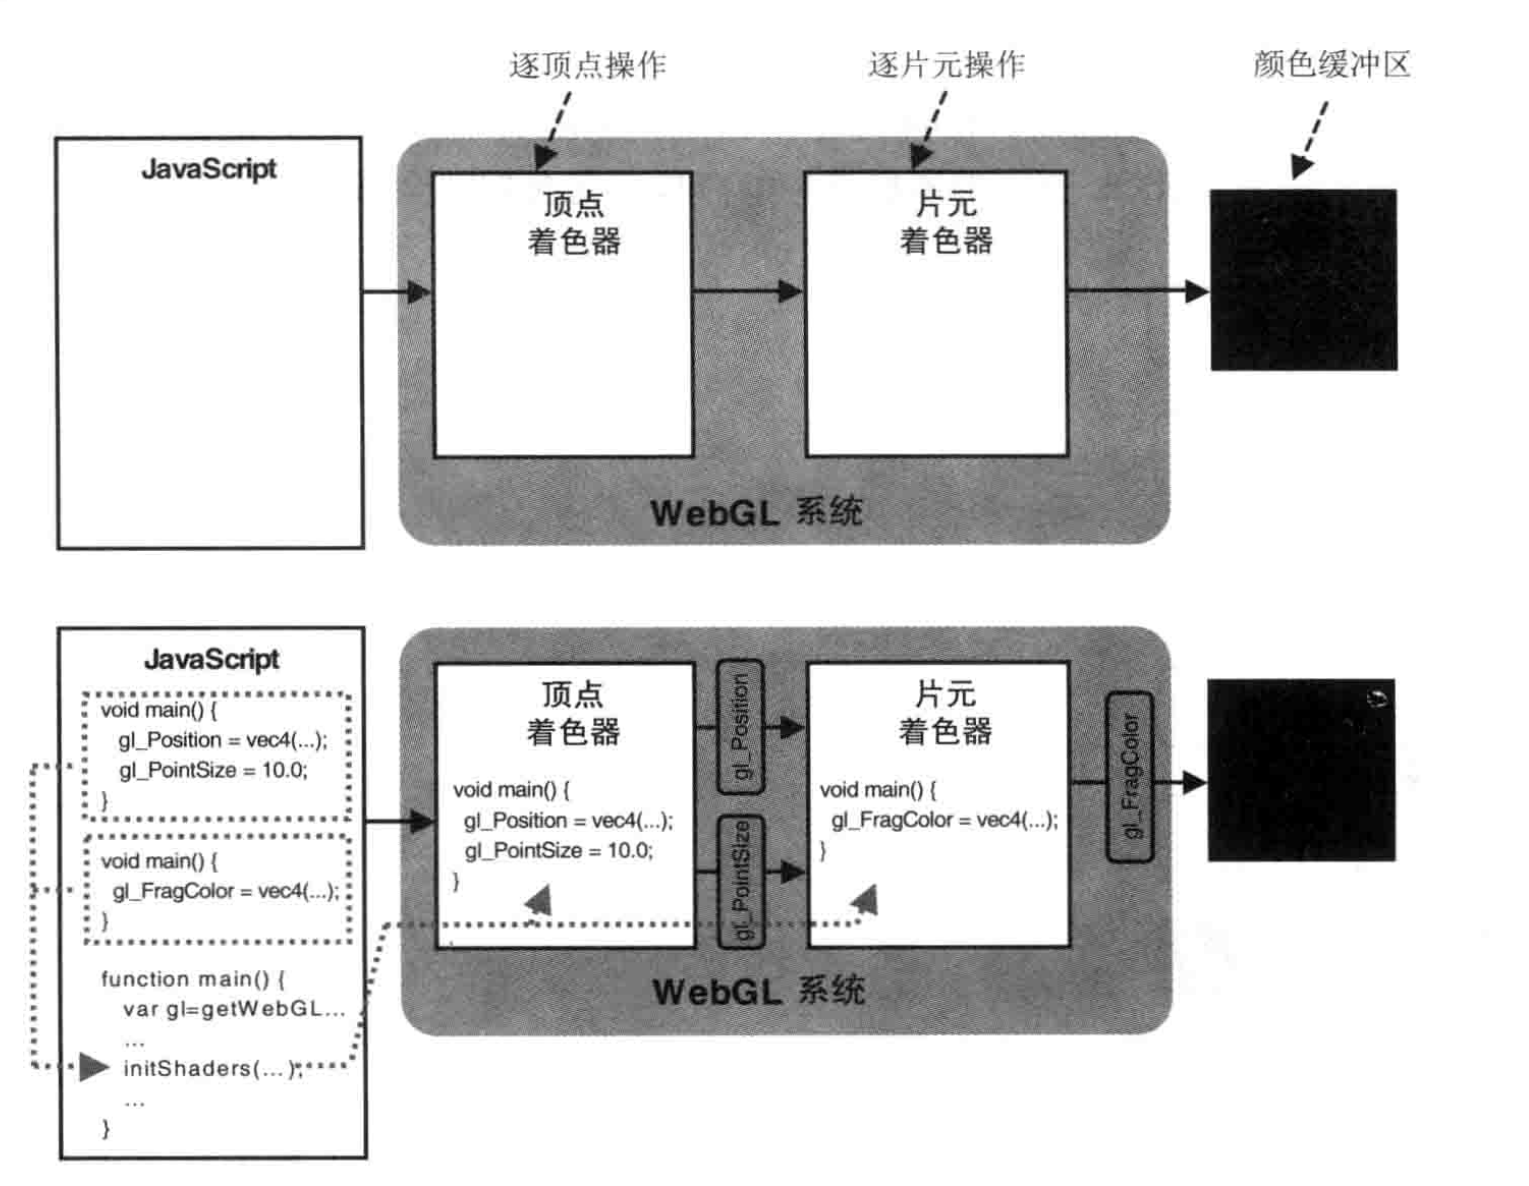 逐顶点操作
逐片元操作
颜色缓冲区
JavaScript
顶点
着色器
片元
着色器
WebGL 系统
JavaScript
void main() {
gl_Position = vec4(...);
gl_PointSize = 10.0;
}
void main() {
gl_FragColor = vec4(...);
}
function main() {
var gl=getWebGL...
...
initShaders(...);
...
}
顶点
着色器
void main() {
gl_Position = vec4(...);
gl_PointSize = 10.0;
}
gl_Position
gl_PointSize
片元
着色器
void main() {
gl_FragColor = vec4(...);
}
gl_FragColor
WebGL 系统